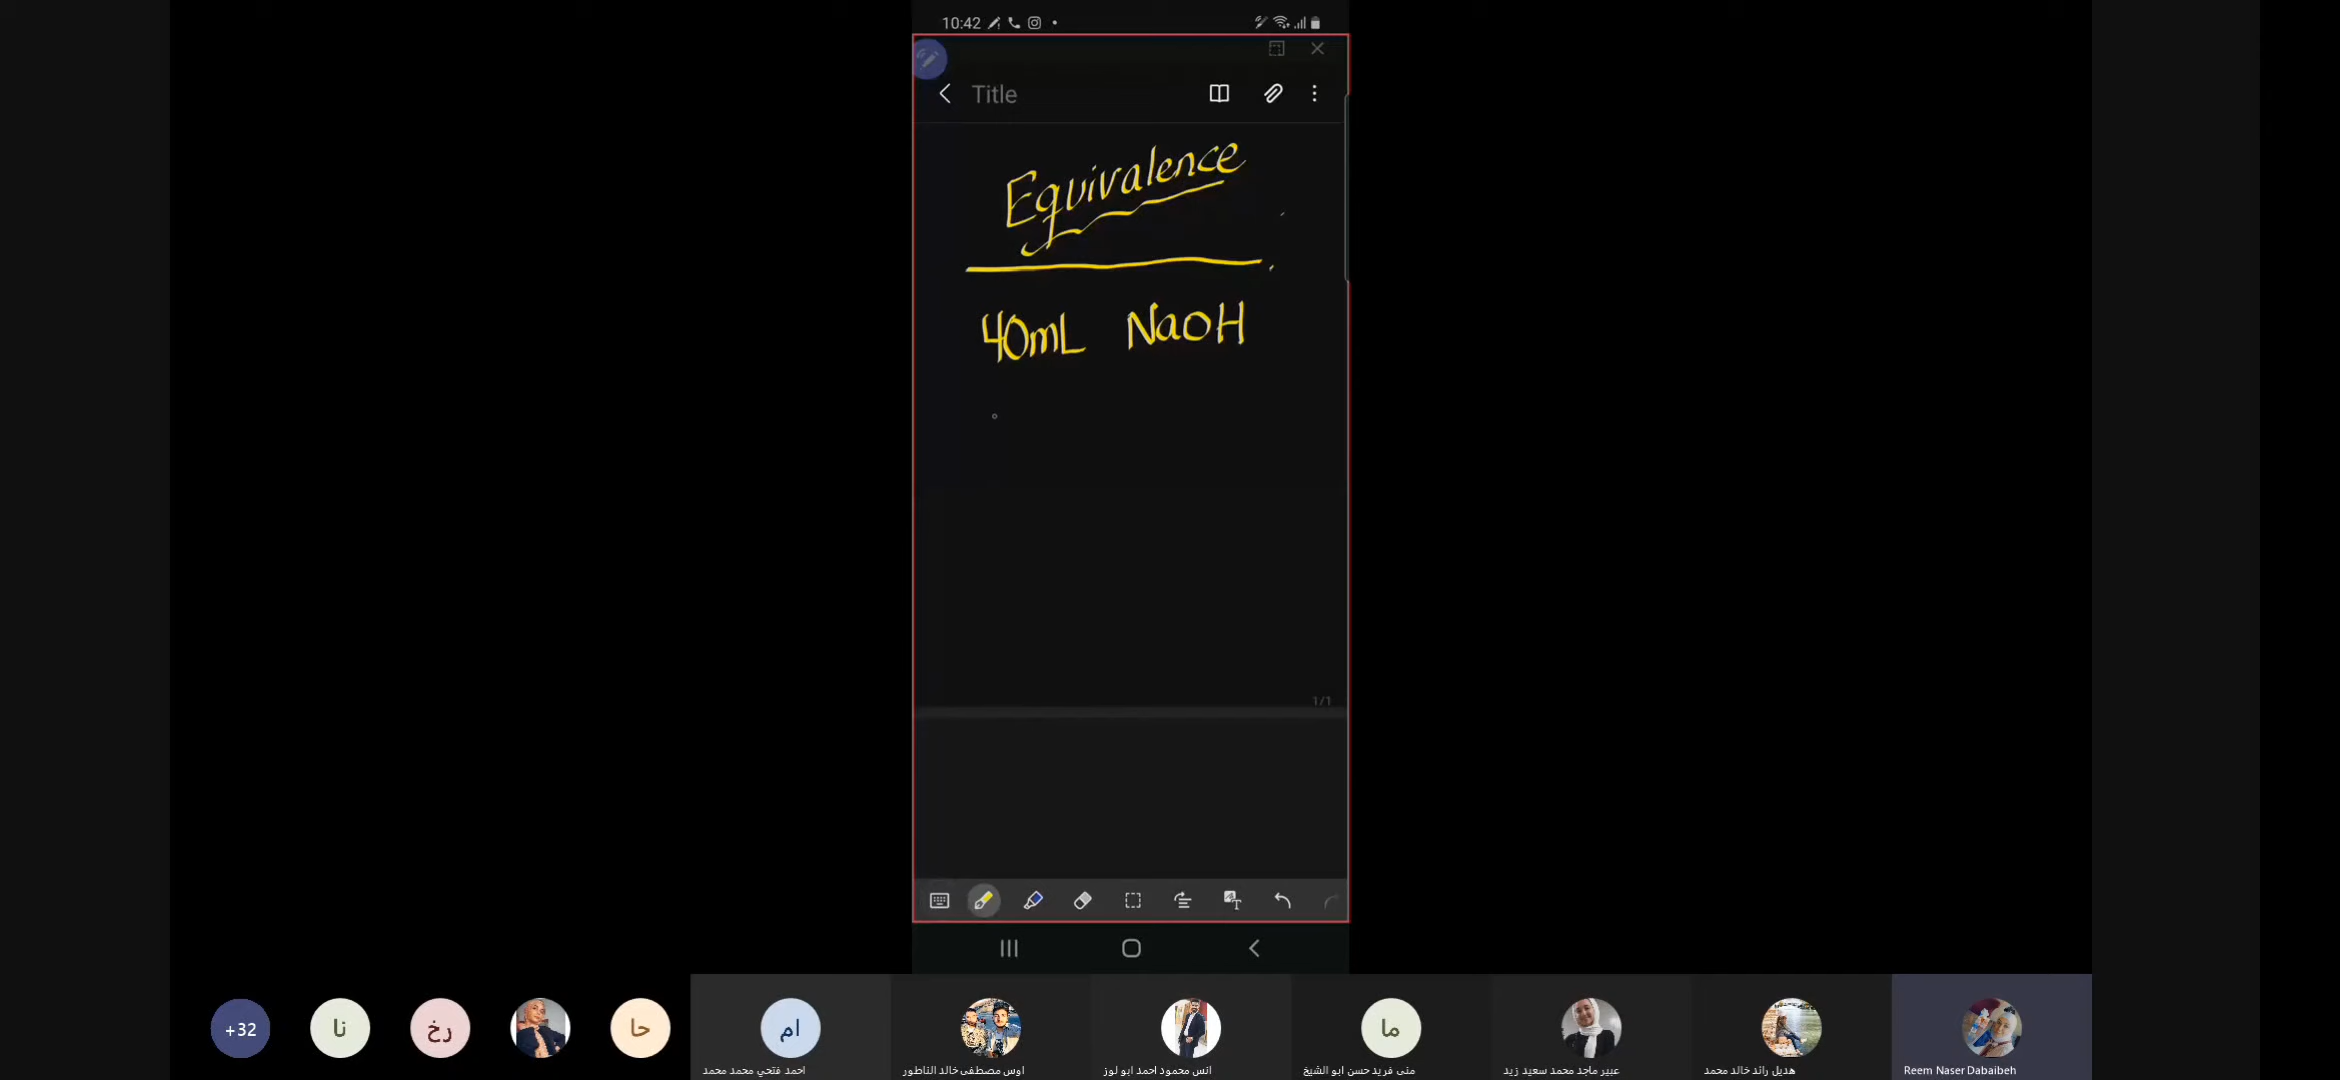 10:42
Title
Equivalence
40mL NaOH
1/1
+32
نا
رخ
حا
ام
ما
احمد فتحي محمد محمد
اوس مصطفى خالد الناطور
انس محمود احمد ابو لوز
منى فريد حسن ابو الشيخ
عبير ماجد محمد سعيد زيد
هديل رائد خالد محمد
Reem Naser Dabaibeh